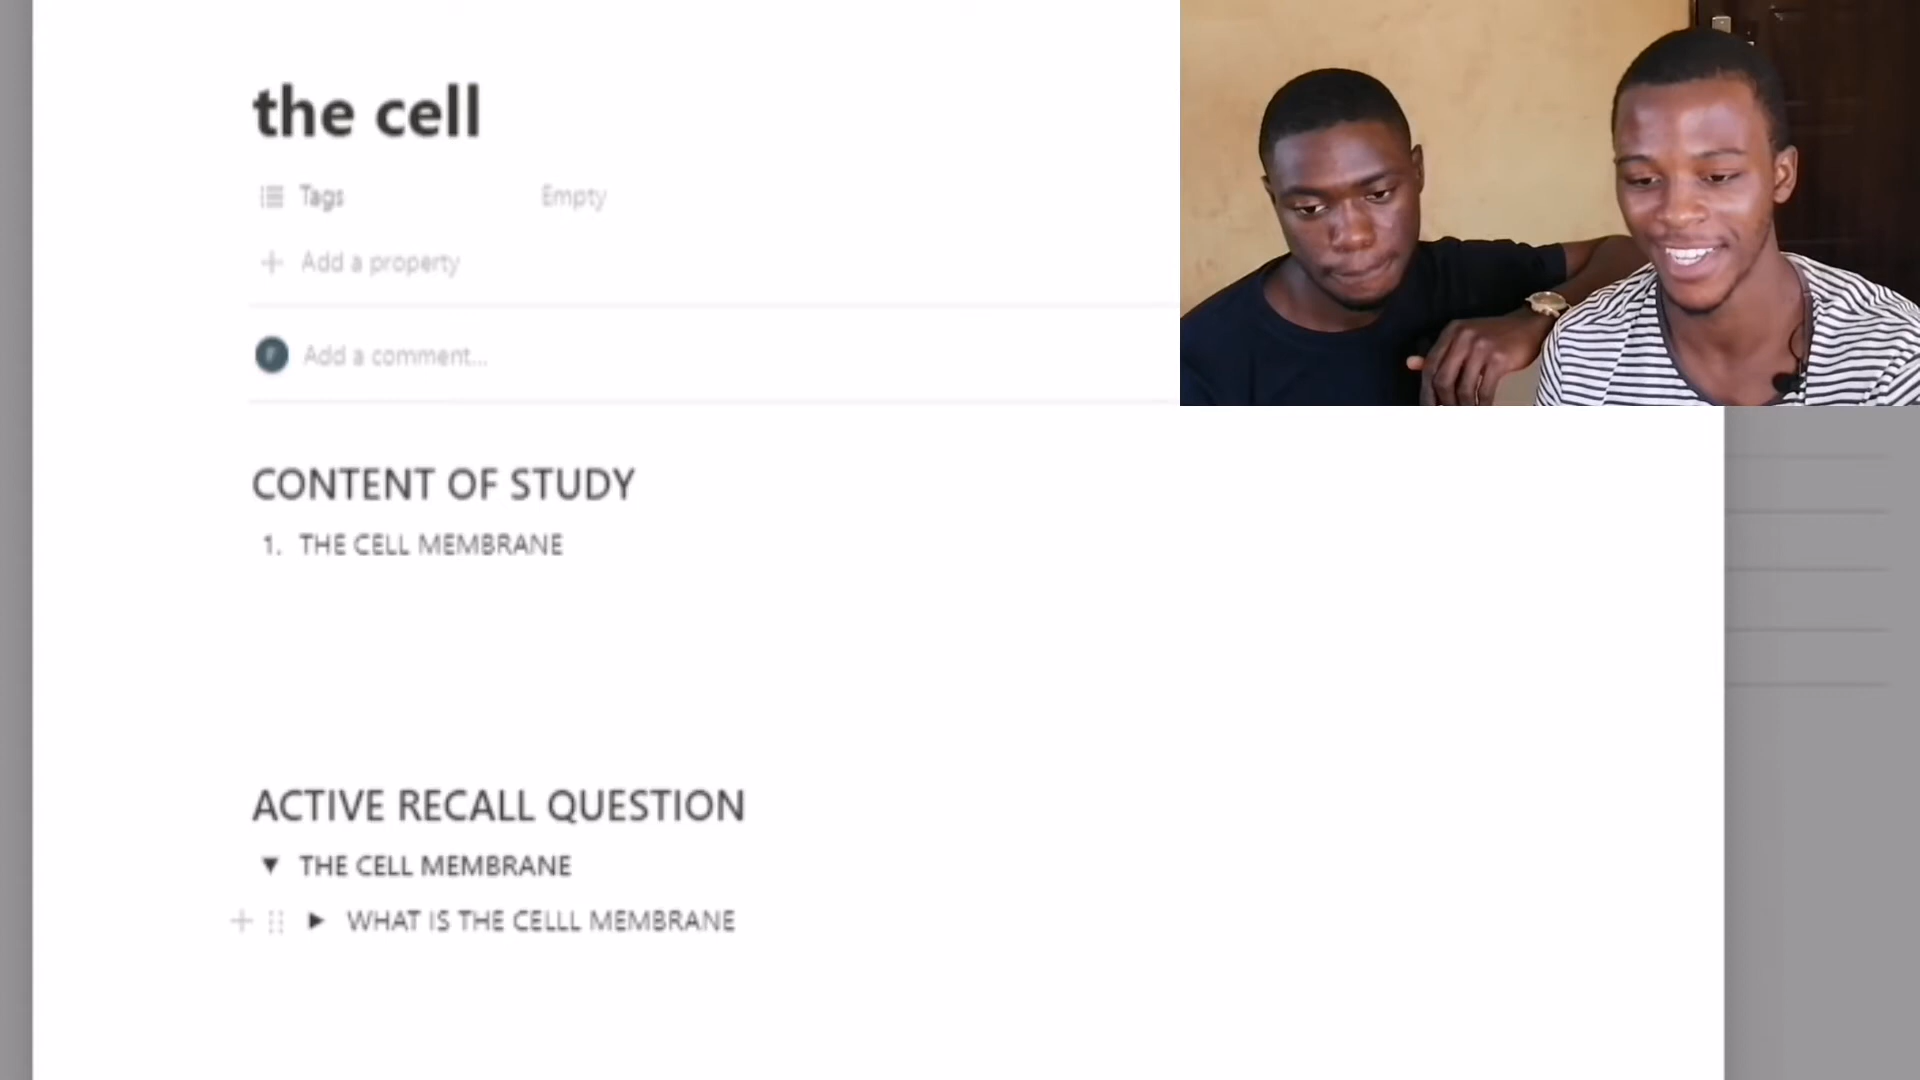 the cell
Tags Empty
Add a property
Add a comment...
CONTENT OF STUDY
1. THE CELL MEMBRANE
ACTIVE RECALL QUESTION
THE CELL MEMBRANE
WHAT IS THE CELLL MEMBRANE